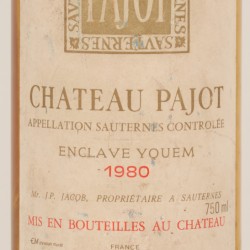 PAJOT
SAUTERNES
CHATEAU PAJOT
APPELLATION SAUTERNES CONTROLÉE
ENCLAVE YQUEM
1980
Mr. J.P. JACOB, PROPRIÉTAIRE A SAUTERNES
750 ml
MIS EN BOUTEILLES AU CHATEAU
FRANCE